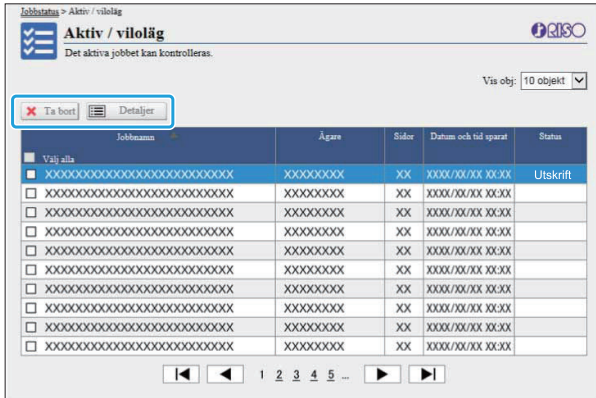 Jobbstatus > Aktiv / viloläg
Aktiv / viloläg
RISO
Det aktiva jobbet kan kontrolleras.
Vis obj: 10 objekt
Ta bort Detaljer
Jobbnamn Ägare Sidor Datum och tid sparat Status
Välj alla
XXXXXXXXXXXXXXXXXXXXXXXXX XXXXXXXX XX XXXX/XX/XX XX:XX Utskrift
XXXXXXXXXXXXXXXXXXXXXXXXX XXXXXXXX XX XXXX/XX/XX XX:XX
XXXXXXXXXXXXXXXXXXXXXXXXX XXXXXXXX XX XXXX/XX/XX XX:XX
XXXXXXXXXXXXXXXXXXXXXXXXX XXXXXXXX XX XXXX/XX/XX XX:XX
XXXXXXXXXXXXXXXXXXXXXXXXX XXXXXXXX XX XXXX/XX/XX XX:XX
XXXXXXXXXXXXXXXXXXXXXXXXX XXXXXXXX XX XXXX/XX/XX XX:XX
XXXXXXXXXXXXXXXXXXXXXXXXX XXXXXXXX XX XXXX/XX/XX XX:XX
XXXXXXXXXXXXXXXXXXXXXXXXX XXXXXXXX XX XXXX/XX/XX XX:XX
XXXXXXXXXXXXXXXXXXXXXXXXX XXXXXXXX XX XXXX/XX/XX XX:XX
XXXXXXXXXXXXXXXXXXXXXXXXX XXXXXXXX XX XXXX/XX/XX XX:XX
1 2 3 4 5 ...